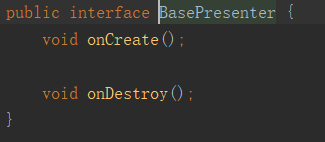 public interface BasePresenter {
    void onCreate();
    void onDestroy();
}